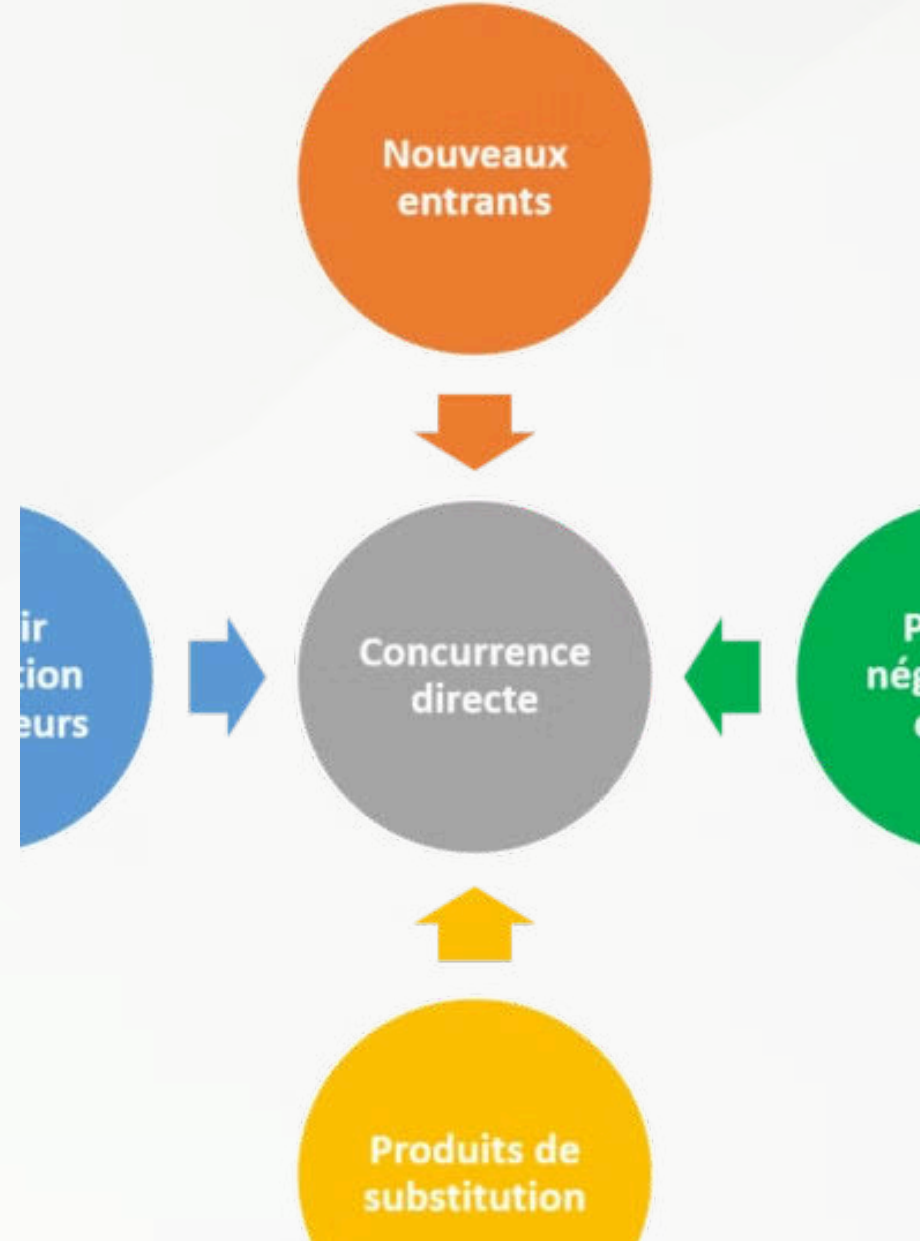 Nouveaux
entrants
ir
tion
eurs
Concurrence
directe
P
nég
Produits de
substitution